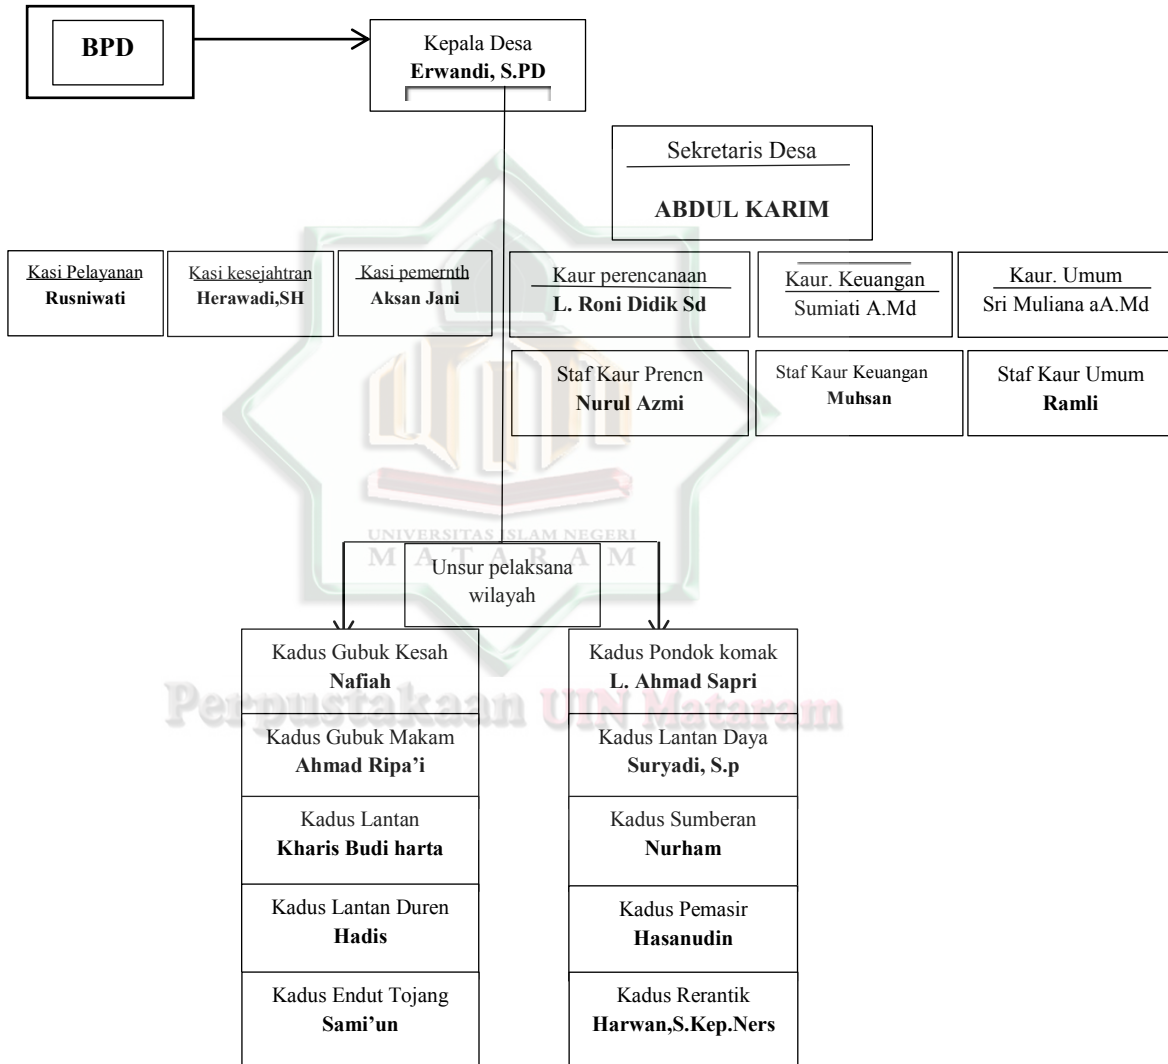 BPD
Kepala Desa
Erwandi, S.PD
Sekretaris Desa
ABDUL KARIM
Kasi Pelayanan
Rusniwati
Kasi kesejahtran
Herawadi,SH
Kasi pemernth
Aksan Jani
Kaur perencanaan
L. Roni Didik Sd
Kaur. Keuangan
Sumiati A.Md
Kaur. Umum
Sri Muliana aA.Md
Staf Kaur Prencn
Nurul Azmi
Staf Kaur Keuangan
Muhsan
Staf Kaur Umum
Ramli
UNIVERSITAS ISLAM NEGERI
MATARAM
Unsur pelaksana
wilayah
Kadus Gubuk Kesah
Nafiah
Kadus Pondok komak
L. Ahmad Sapri
Perpustakaan UIN Mataram
Kadus Gubuk Makam
Ahmad Ripa’i
Kadus Lantan Daya
Suryadi, S.p
Kadus Lantan
Kharis Budi harta
Kadus Sumberan
Nurham
Kadus Lantan Duren
Hadis
Kadus Pemasir
Hasanudin
Kadus Endut Tojang
Sami’un
Kadus Rerantik
Harwan,S.Kep.Ners